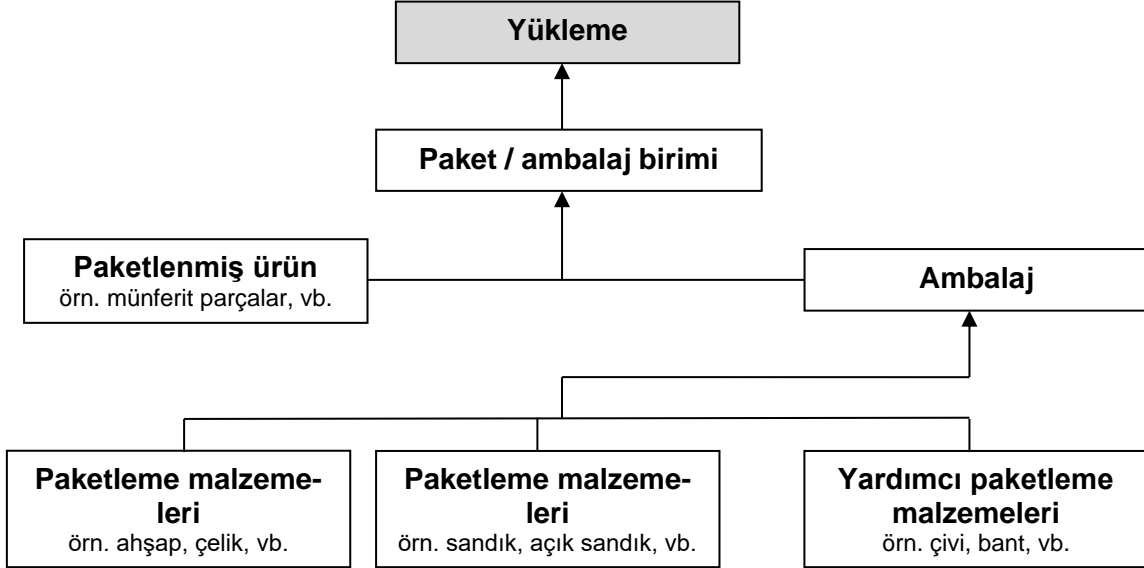 Yükleme
Paket / ambalaj birimi
Paketlenmiş ürün
örn. münferit parçalar, vb.
Ambalaj
Paketleme malzeme-
leri
örn. ahşap, çelik, vb.
Paketleme malzeme-
leri
örn. sandık, açık sandık, vb.
Yardımcı paketleme
malzemeleri
örn. çivi, bant, vb.